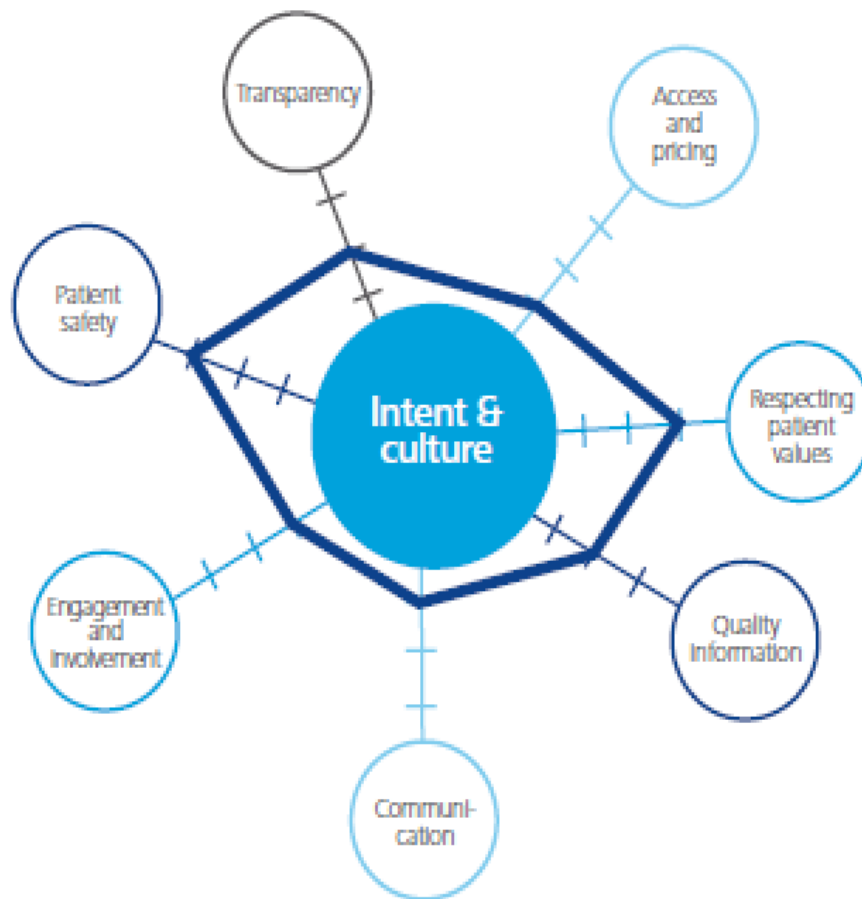 Transparency
Access
and
pricing
Patient
safety
Intent &
culture
Respecting
patient
values
Engagement
and
involvement
Quality
information
Communi-
cation